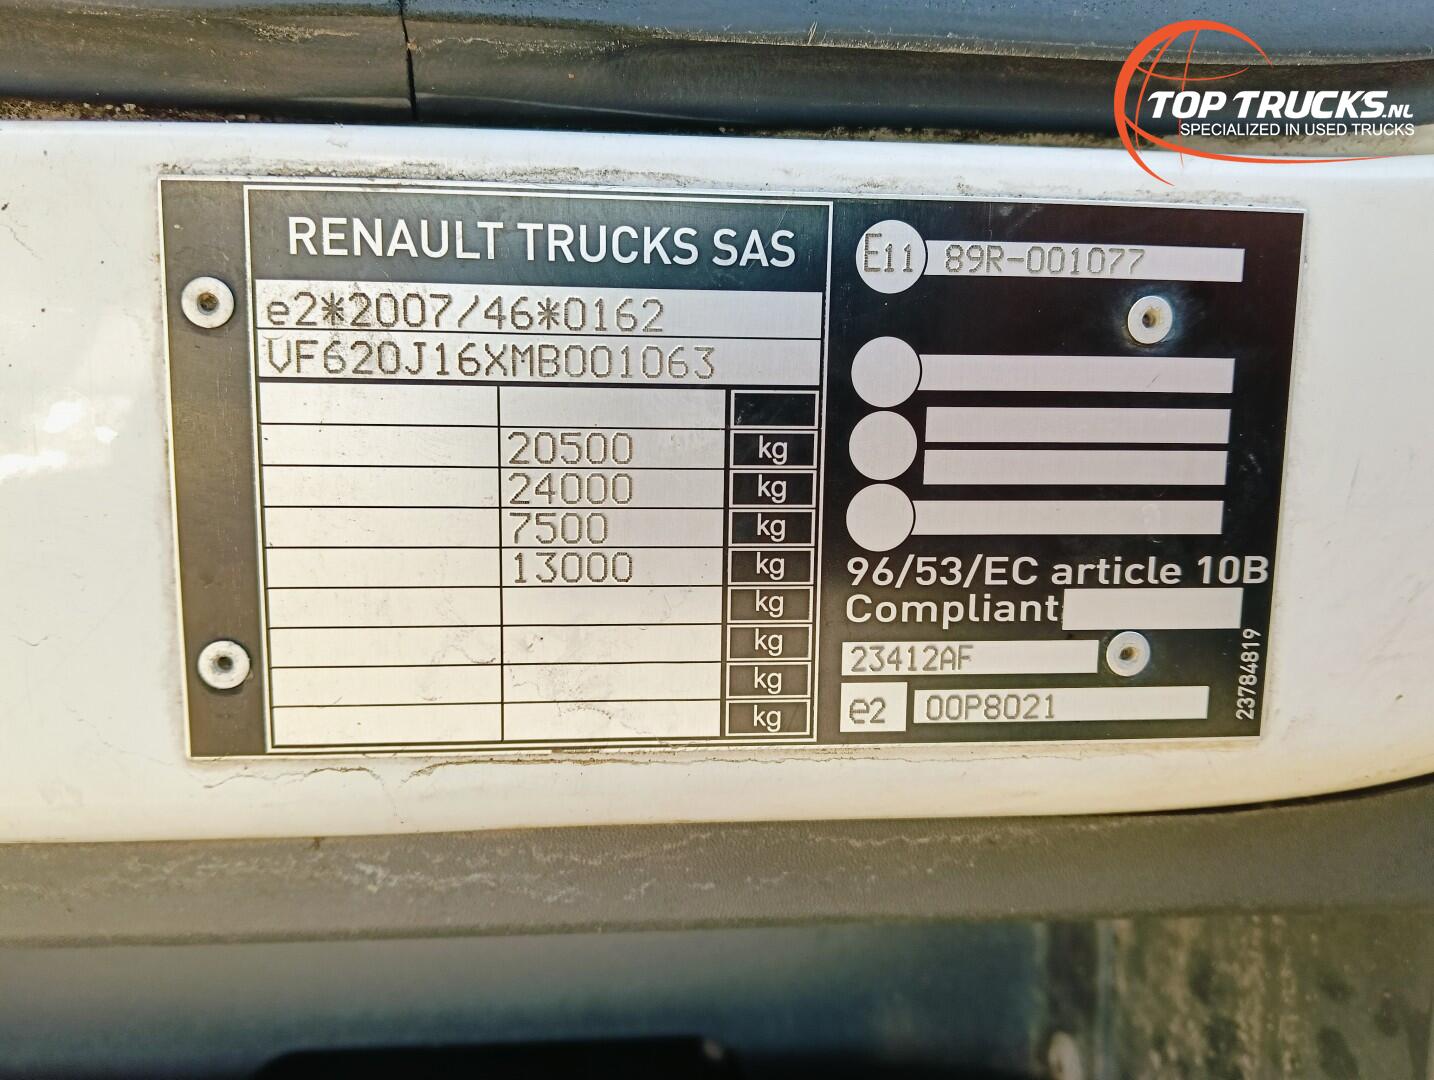 TOP TRUCKS.NL
SPECIALIZED IN USED TRUCKS
RENAULT TRUCKS SAS
e2*2007/46*0162
VF620J16XMB001063
20500 kg
24000 kg
7500 kg
13000 kg
kg
kg
kg
kg
E11 89R-001077
96/53/EC article 10B
Compliant
23412AF
e2 00P8021
23784819